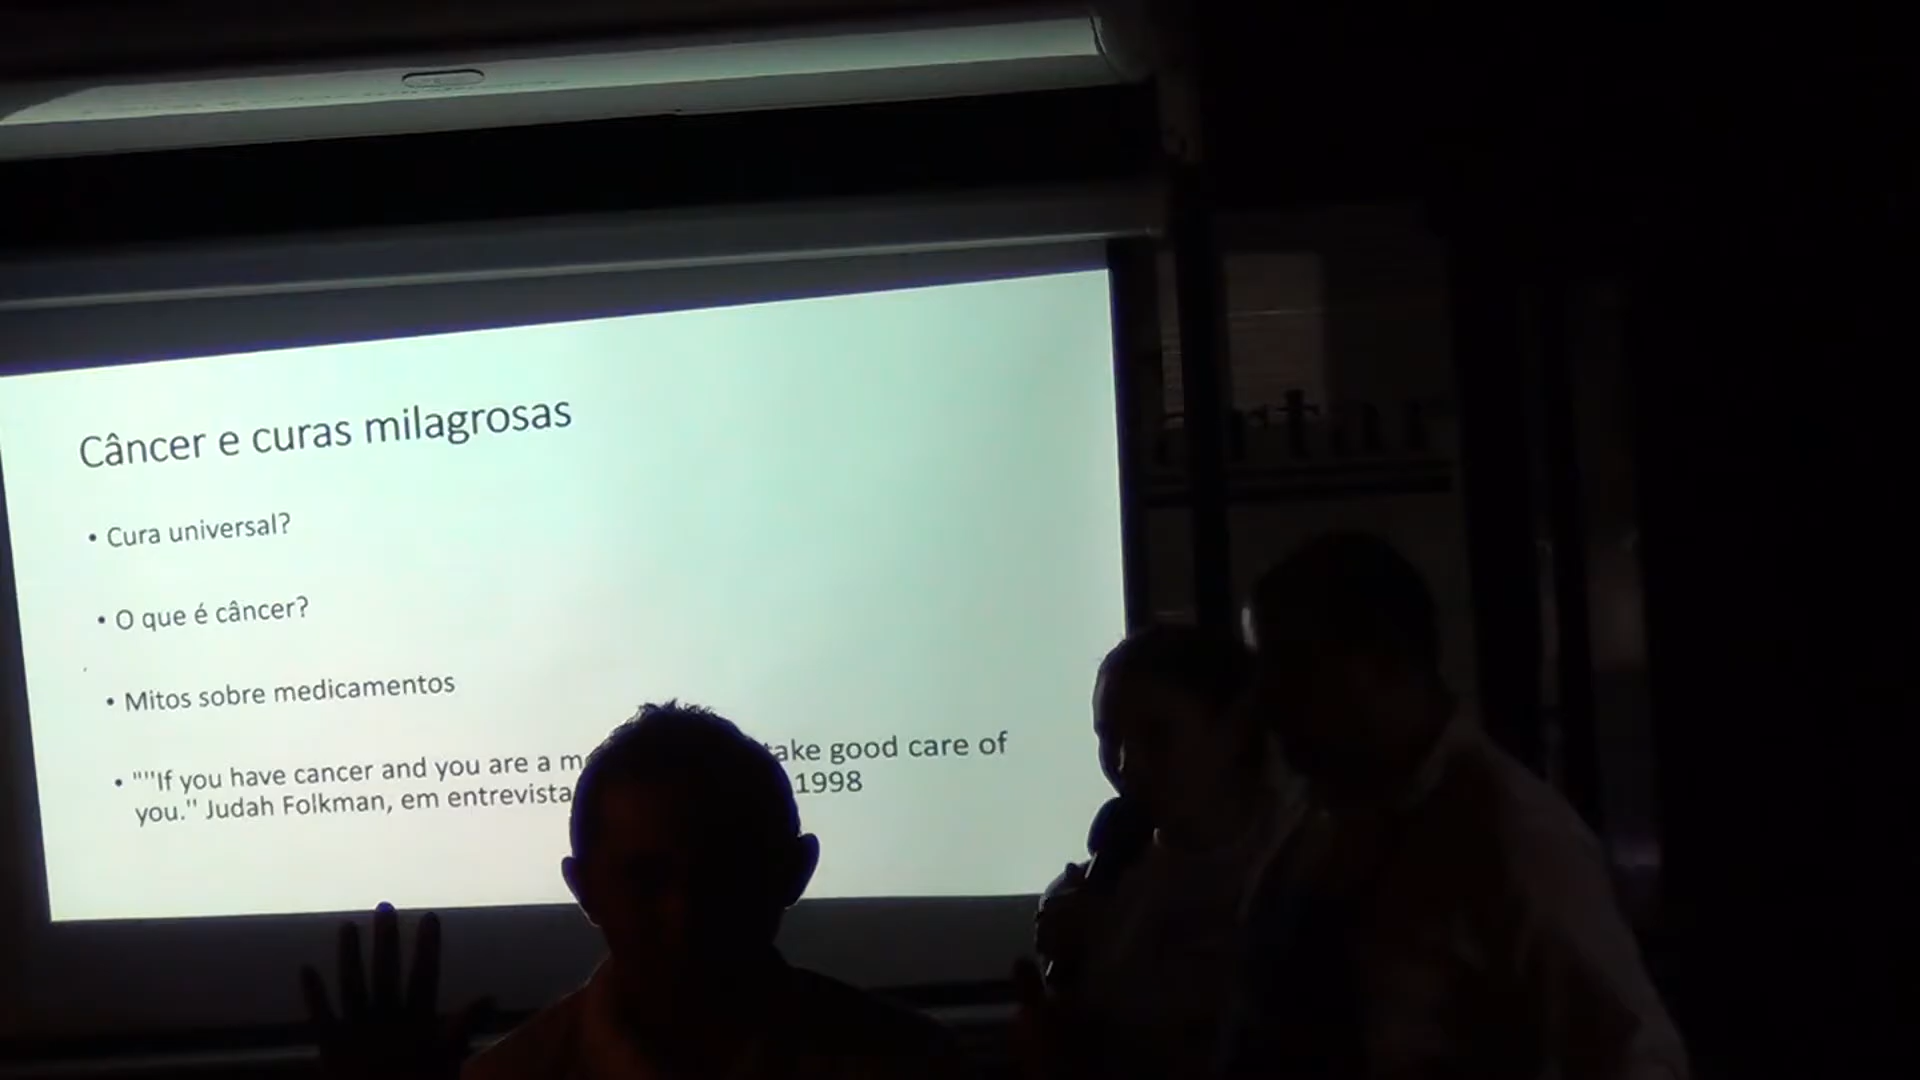 Câncer e curas milagrosas
• Cura universal?
• O que é câncer?
• Mitos sobre medicamentos
• ""''If you have cancer and you are a take good care of
you." Judah Folkman, em entrevista 1998